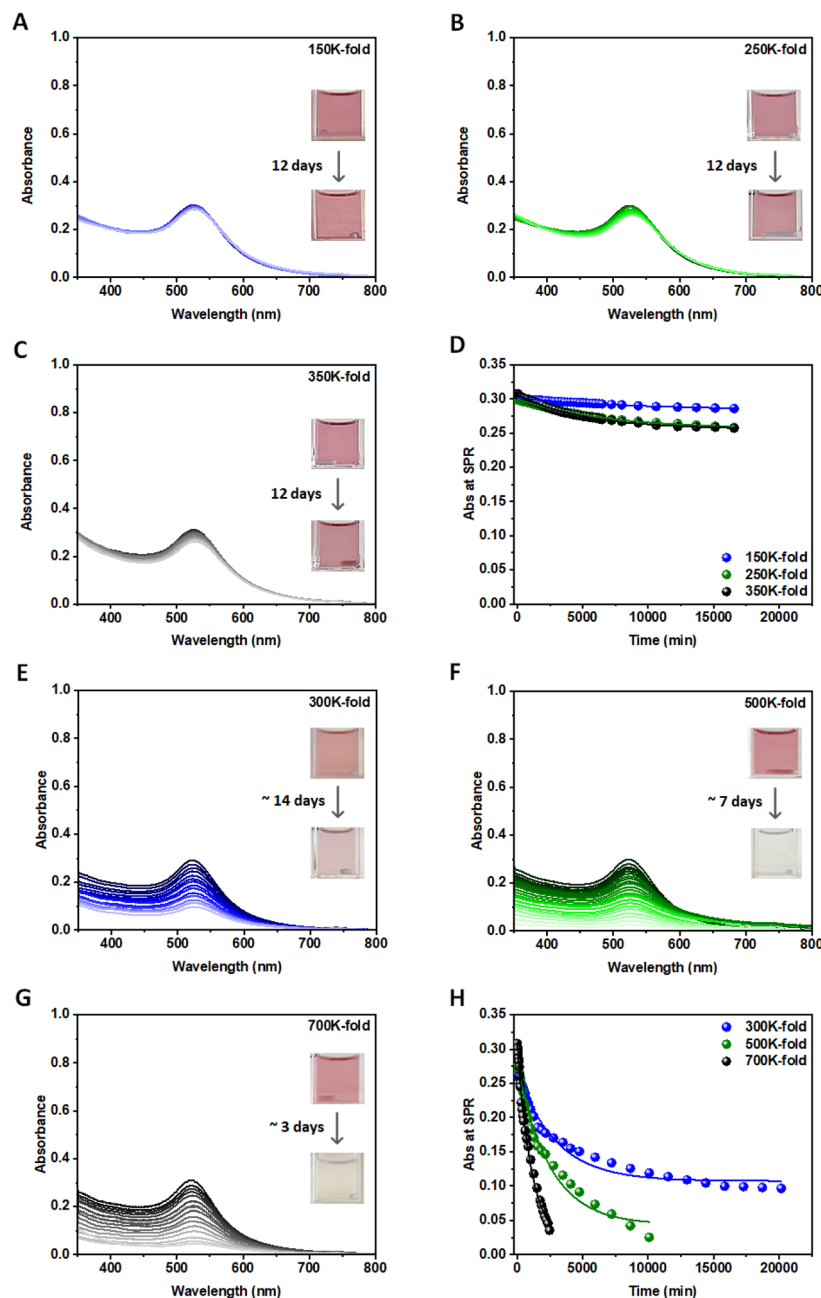 A
150K-fold
1.0
0.8
0.6
0.4
0.2
0.0
Absorbance
12 days
400 500 600 700 800
Wavelength (nm)
B
250K-fold
1.0
0.8
0.6
0.4
0.2
0.0
Absorbance
12 days
400 500 600 700 800
Wavelength (nm)
C
350K-fold
1.0
0.8
0.6
0.4
0.2
0.0
Absorbance
12 days
400 500 600 700 800
Wavelength (nm)
D
0.35
0.30
0.25
0.20
0.15
0.10
0.05
0.00
Abs at SPR
150K-fold
250K-fold
350K-fold
0 5000 10000 15000 20000
Time (min)
E
300K-fold
1.0
0.8
0.6
0.4
0.2
0.0
Absorbance
~ 14 days
400 500 600 700 800
Wavelength (nm)
F
500K-fold
1.0
0.8
0.6
0.4
0.2
0.0
Absorbance
~ 7 days
400 500 600 700 800
Wavelength (nm)
G
700K-fold
1.0
0.8
0.6
0.4
0.2
0.0
Absorbance
~ 3 days
400 500 600 700 800
Wavelength (nm)
H
0.35
0.30
0.25
0.20
0.15
0.10
0.05
0.00
Abs at SPR
300K-fold
500K-fold
700K-fold
0 5000 10000 15000 20000
Time (min)